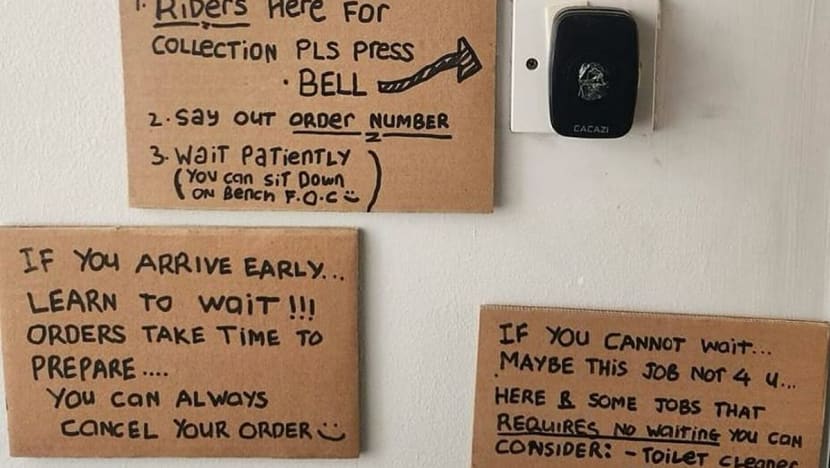 1. RIDERS HERE FOR
COLLECTION PLS PRESS
· BELL
2. SAY OUT ORDER NUMBER
3. WAIT PATIENTLY
(YOU CAN SIT DOWN
ON BENCH F.O.C)
CACAZI
IF YOU ARRIVE EARLY...
LEARN TO WAIT !!!
ORDERS TAKE TIME TO
PREPARE....
YOU CAN ALWAYS
CANCEL YOUR ORDER
IF YOU CANNOT WAIT...
MAYBE THIS JOB NOT 4 U...
HERE R SOME JOBS THAT
REQUIRES NO WAITING YOU CAN
CONSIDER: - TOILET CLEANER